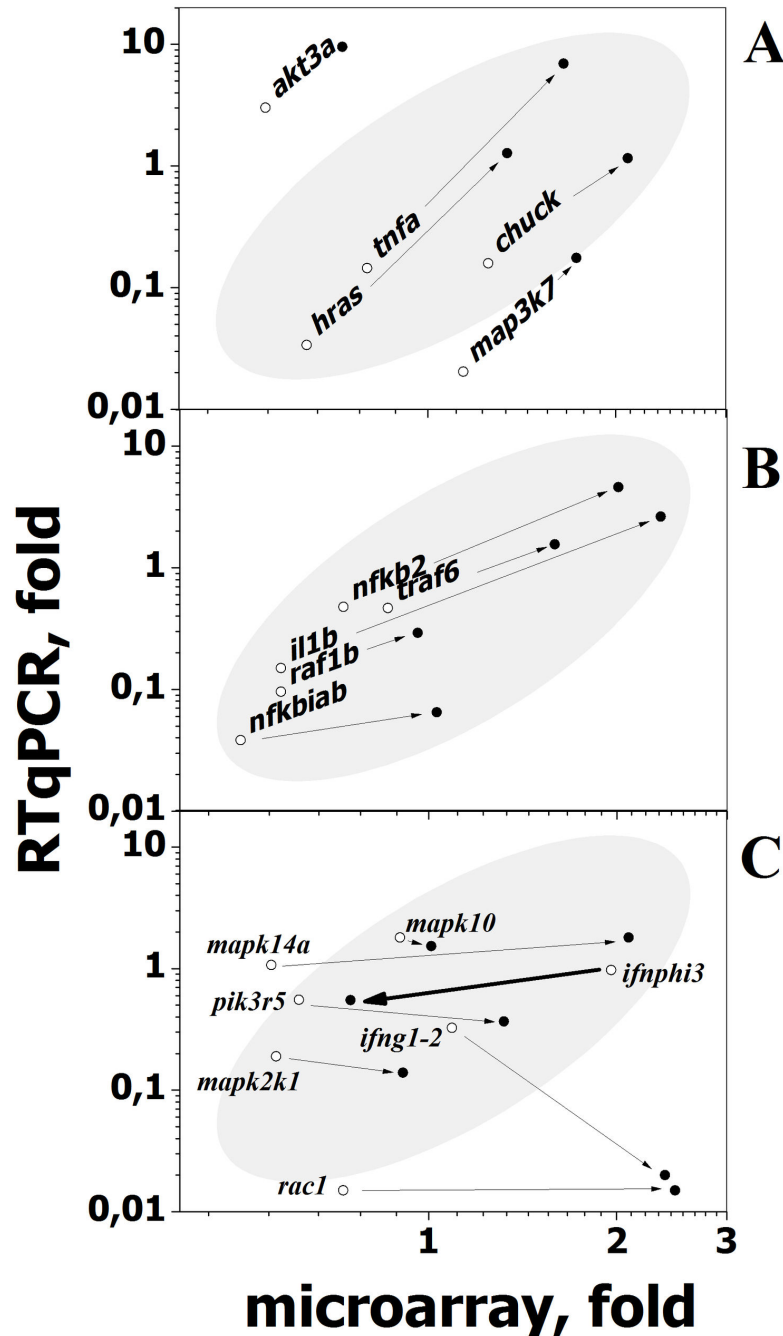 A
10
akt3a
1
tnfa
chuck
0,1
hras
map3k7
0,01
B
10
nfkb2
1
traf6
il1b
raf1b
0,1
nfkbiab
0,01
C
10
mapk10
mapk14a
1
ifnphi3
pik3r5
ifng1-2
mapk2k1
0,1
rac1
0,01
1
2
3
RTqPCR, fold
microarray, fold